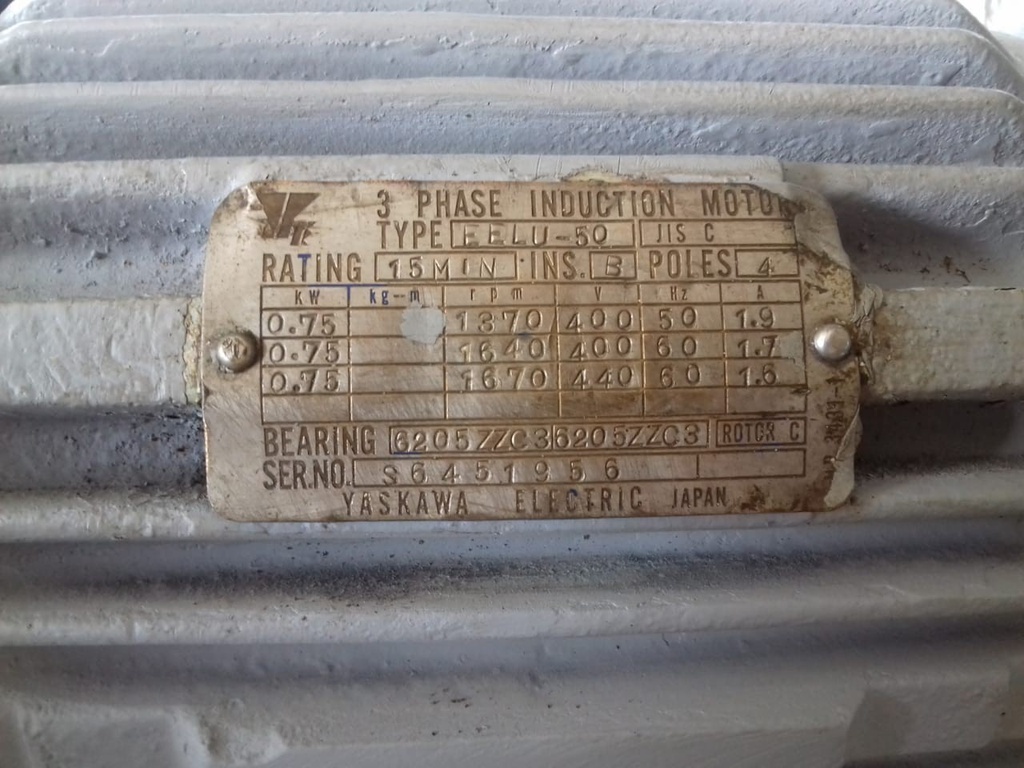 3 PHASE INDUCTION MOTOR
TYPE EELU-50 JIS C
RATING 15MIN INS. B POLES 4
KW kg-m rpm V Hz A
0.75 1370 400 50 1.9
0.75 1640 400 60 1.7
0.75 1670 440 60 1.6
BEARING 6205ZZC3 6205ZZC3 ROTOR C
SER.NO. S6451956
YASKAWA ELECTRIC JAPAN